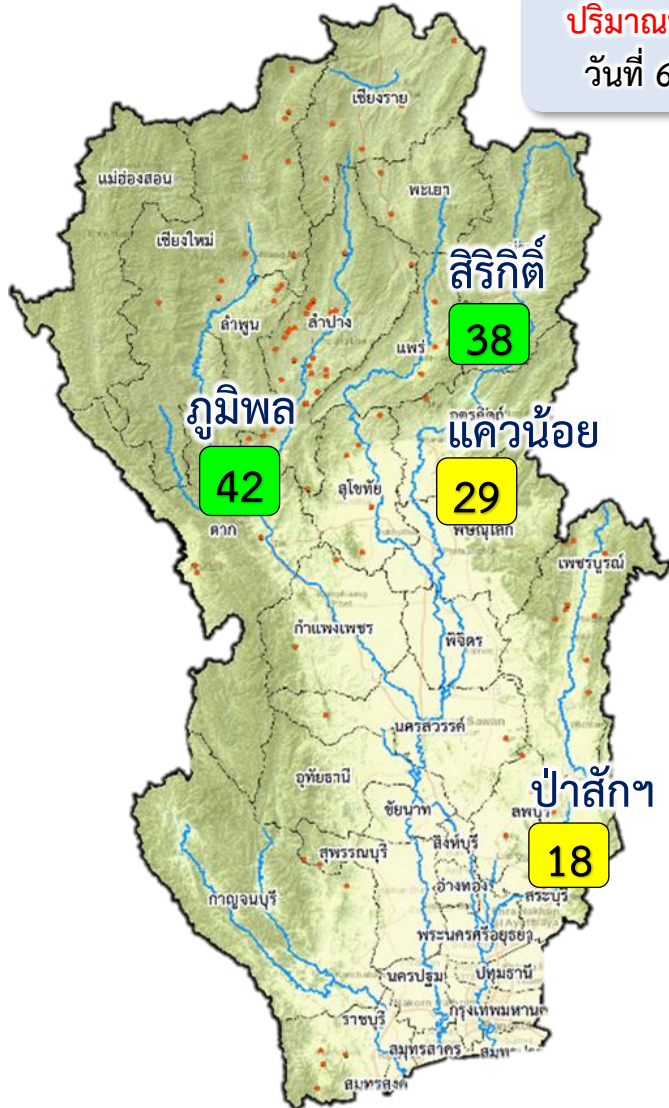 ปริมาณ
วันที่ 6
เชียงราย
แม่ฮ่องสอน
พะเยา
เชียงใหม่
สิริกิติ์
38
ลำพูน
ลำปาง
แพร่
ภูมิพล
42
แควน้อย
29
สุโขทัย
ตาก
พิษณุโลก
เพชรบูรณ์
กำแพงเพชร
พิจิตร
นครสวรรค์
Sawan
อุทัยธานี
ป่าสักฯ
18
ชัยนาท
ลพบุรี
สิงห์บุรี
สุพรรณบุรี
อ่างทอง
สระบุรี
กาญจนบุรี
พระนครศรีอยุธยา
นครปฐม
ปทุมธานี
ราชบุรี
กรุงเทพมหานค
สมุทรสาคร
สมุทรสงค